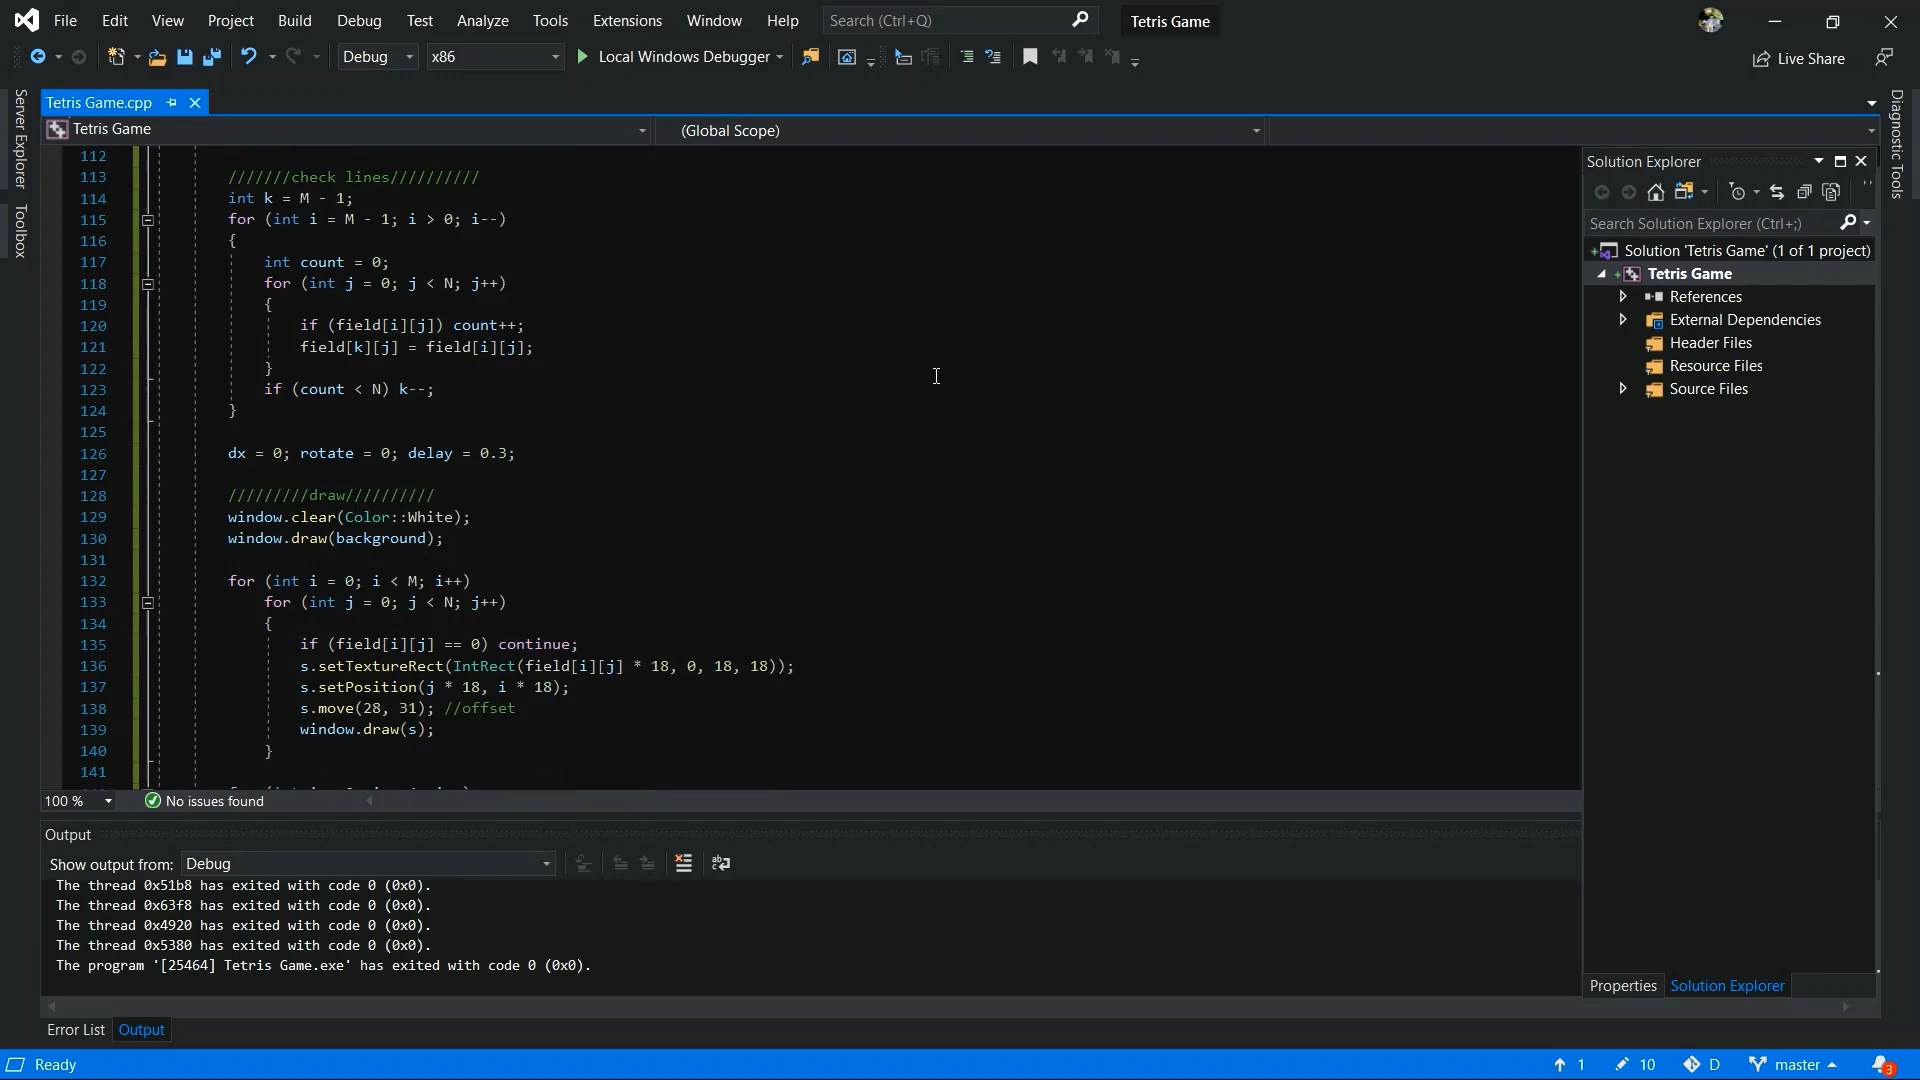 File Edit View Project Build Debug Test Analyze Tools Extensions Window Help Search (Ctrl+Q) Tetris Game
Debug x86 Local Windows Debugger Live Share
Server Explorer
Toolbox
Tetris Game.cpp
Tetris Game (Global Scope)
112
113 ///////check lines//////////
114 int k = M - 1;
115 for (int i = M - 1; i > 0; i--)
116 {
117 int count = 0;
118 for (int j = 0; j < N; j++)
119 {
120 if (field[i][j]) count++;
121 field[k][j] = field[i][j];
122 }
123 if (count < N) k--;
124 }
125
126 dx = 0; rotate = 0; delay = 0.3;
127
128 /////////draw//////////
129 window.clear(Color::White);
130 window.draw(background);
131
132 for (int i = 0; i < M; i++)
133 for (int j = 0; j < N; j++)
134 {
135 if (field[i][j] == 0) continue;
136 s.setTextureRect(IntRect(field[i][j] * 18, 0, 18, 18));
137 s.setPosition(j * 18, i * 18);
138 s.move(28, 31); //offset
139 window.draw(s);
140 }
141
100 % No issues found
Solution Explorer
Search Solution Explorer (Ctrl+;)
Solution 'Tetris Game' (1 of 1 project)
Tetris Game
References
External Dependencies
Header Files
Resource Files
Source Files
Properties Solution Explorer
Diagnostic Tools
Output
Show output from: Debug
The thread 0x51b8 has exited with code 0 (0x0).
The thread 0x63f8 has exited with code 0 (0x0).
The thread 0x4920 has exited with code 0 (0x0).
The thread 0x5380 has exited with code 0 (0x0).
The program '[25464] Tetris Game.exe' has exited with code 0 (0x0).
Error List Output
Ready 1 10 D master 3